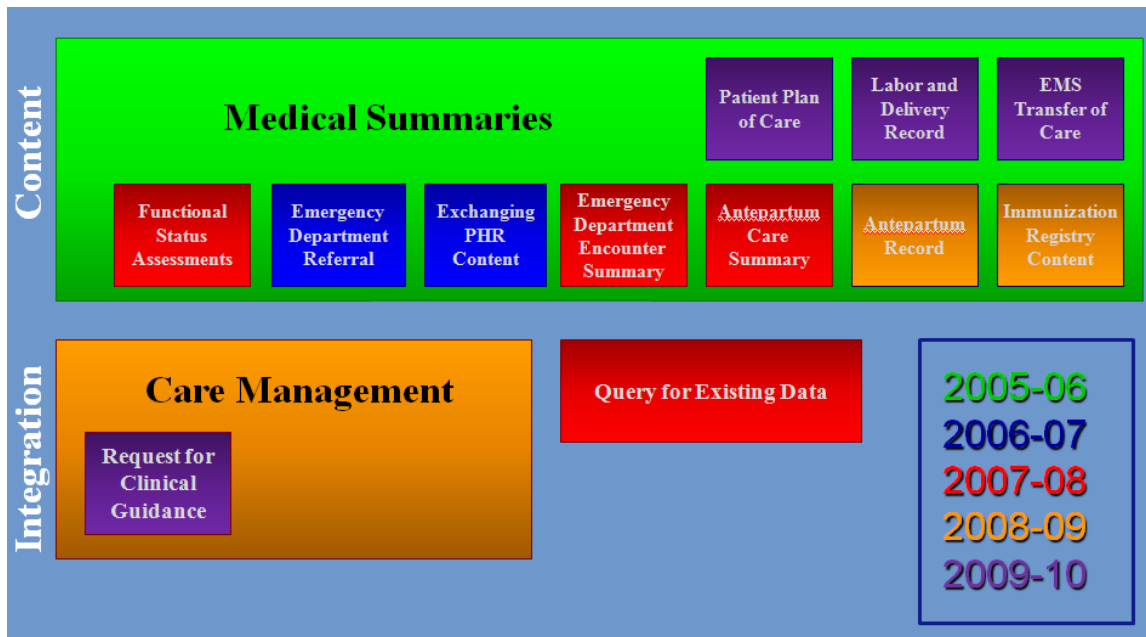 Content
Medical Summaries
Patient Plan
of Care
Labor and
Delivery
Record
EMS
Transfer of
Care
Functional
Status
Assessments
Emergency
Department
Referral
Exchanging
PHR
Content
Emergency
Department
Encounter
Summary
Antepartum
Care
Summary
Antepartum
Record
Immunization
Registry
Content
Integration
Care Management
Request for
Clinical
Guidance
Query for Existing Data
2005-06
2006-07
2007-08
2008-09
2009-10